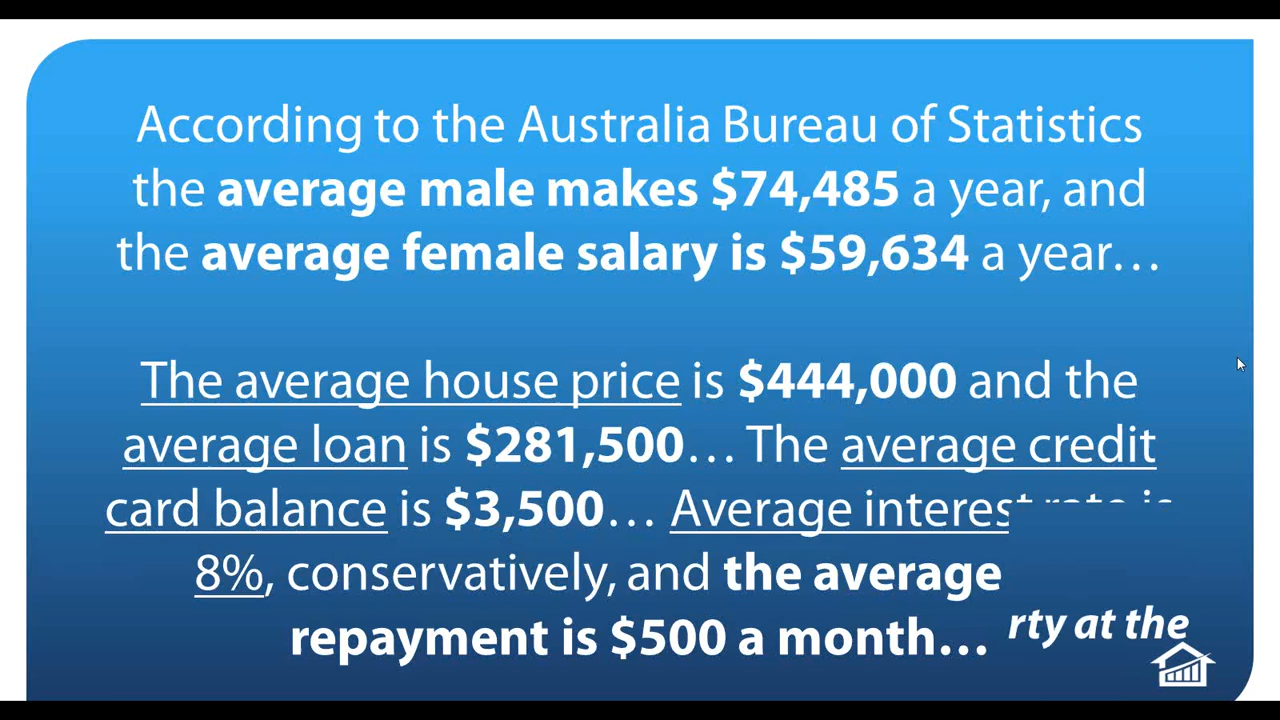 According to the Australia Bureau of Statistics
the average male makes $74,485 a year, and
the average female salary is $59,634 a year…
The average house price is $444,000 and the
average loan is $281,500… The average credit
card balance is $3,500… Average interest rate is
8%, conservatively, and the average
repayment is $500 a month…
rty at the